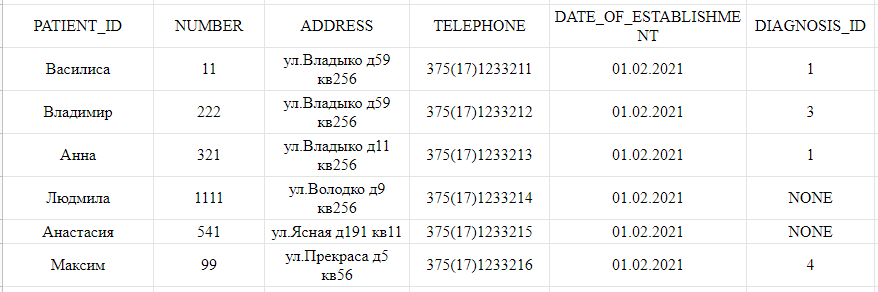 PATIENT_ID NUMBER ADDRESS TELEPHONE DATE_OF_ESTABLISHME
NT DIAGNOSIS_ID
Василиса 11 ул.Владыко д59
кв256 375(17)1233211 01.02.2021 1
Владимир 222 ул.Владыко д59
кв256 375(17)1233212 01.02.2021 3
Анна 321 ул.Владыко д11
кв256 375(17)1233213 01.02.2021 1
Людмила 1111 ул.Володко д9
кв256 375(17)1233214 01.02.2021 NONE
Анастасия 541 ул.Ясная д191 кв11 375(17)1233215 01.02.2021 NONE
Максим 99 ул.Прекраса д5
кв56 375(17)1233216 01.02.2021 4